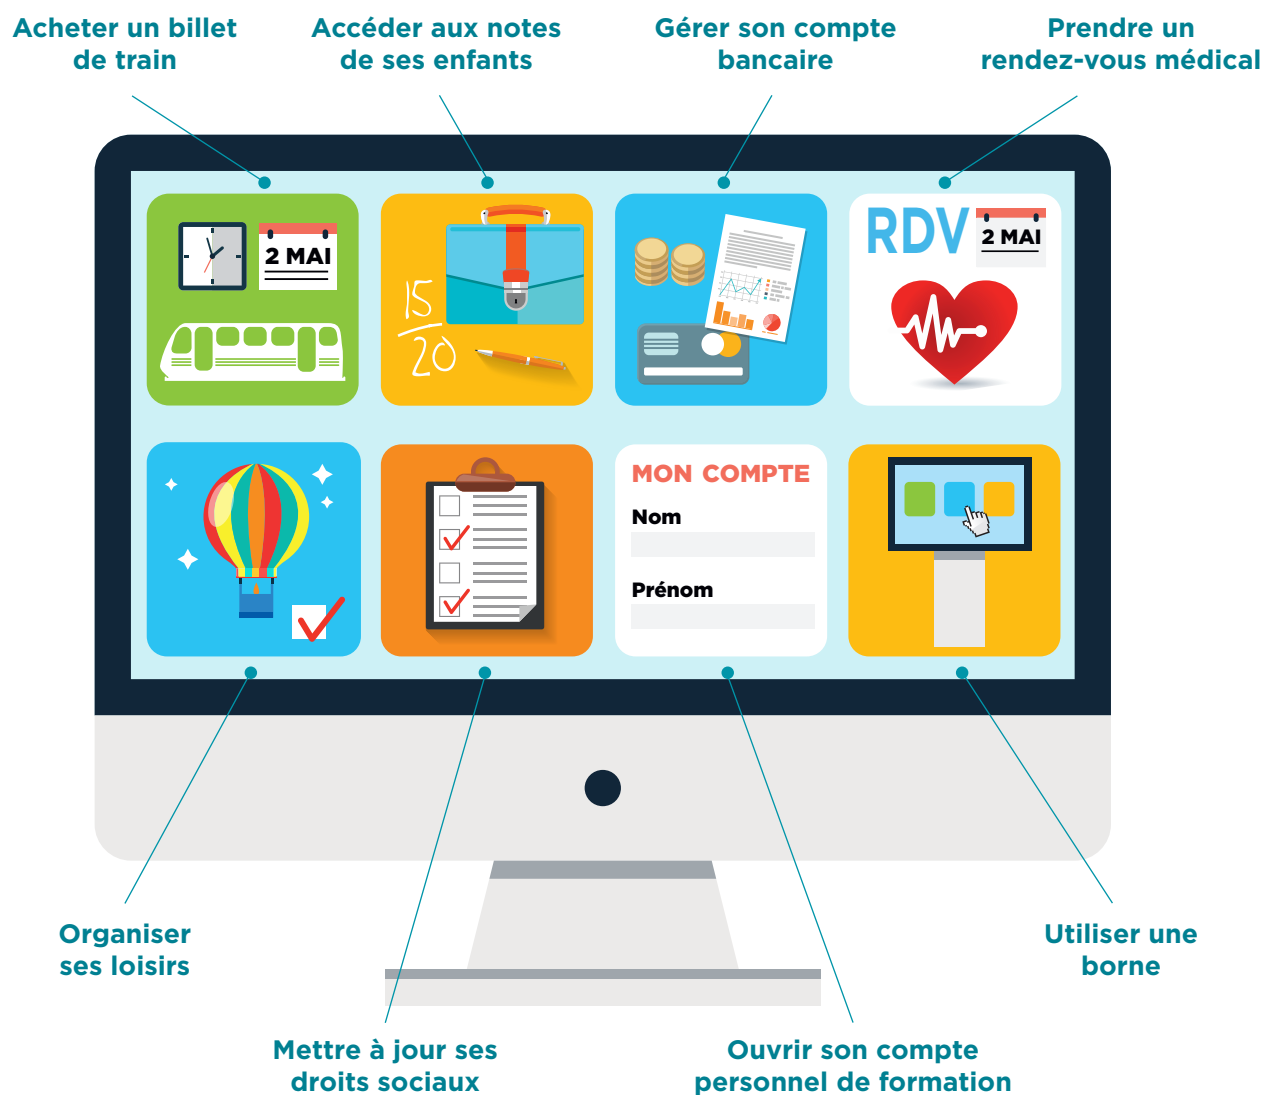 Acheter un billet
de train
Accéder aux notes
de ses enfants
Gérer son compte
bancaire
Prendre un
rendez-vous médical
2 MAI
15
20
RDV
2 MAI
MON COMPTE
Nom
Prénom
Organiser
ses loisirs
Mettre à jour ses
droits sociaux
Ouvrir son compte
personnel de formation
Utiliser une
borne